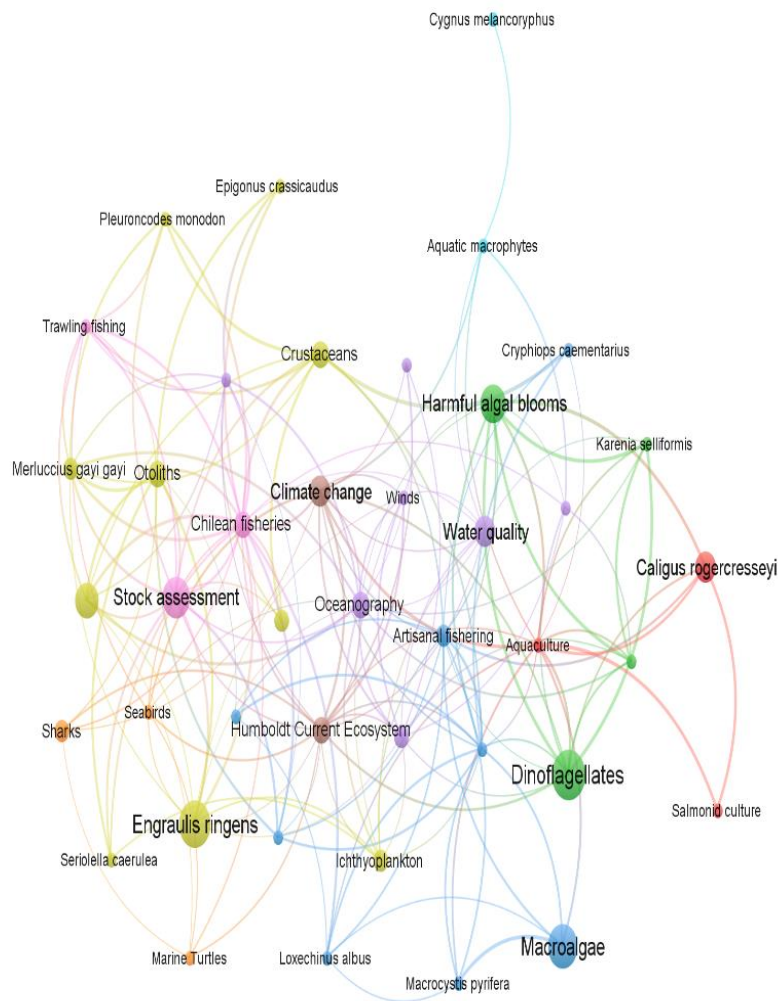 Cygnus melancoryphus
Epigonus crassicaudus
Pleuroncodes monodon
Aquatic macrophytes
Trawling fishing
Crustaceans
Cryphiops caementarius
Harmful algal blooms
Karenia selliformis
Merluccius gayi gayi
Otoliths
Climate change
Winds
Chilean fisheries
Water quality
Caligus rogercresseyi
Stock assessment
Oceanography
Artisanal fishering
Aquaculture
Seabirds
Sharks
Humboldt Current Ecosystem
Dinoflagellates
Salmonid culture
Engraulis ringens
Seriolella caerulea
Ichthyoplankton
Macroalgae
Marine Turtles
Loxechinus albus
Macrocystis pyrifera